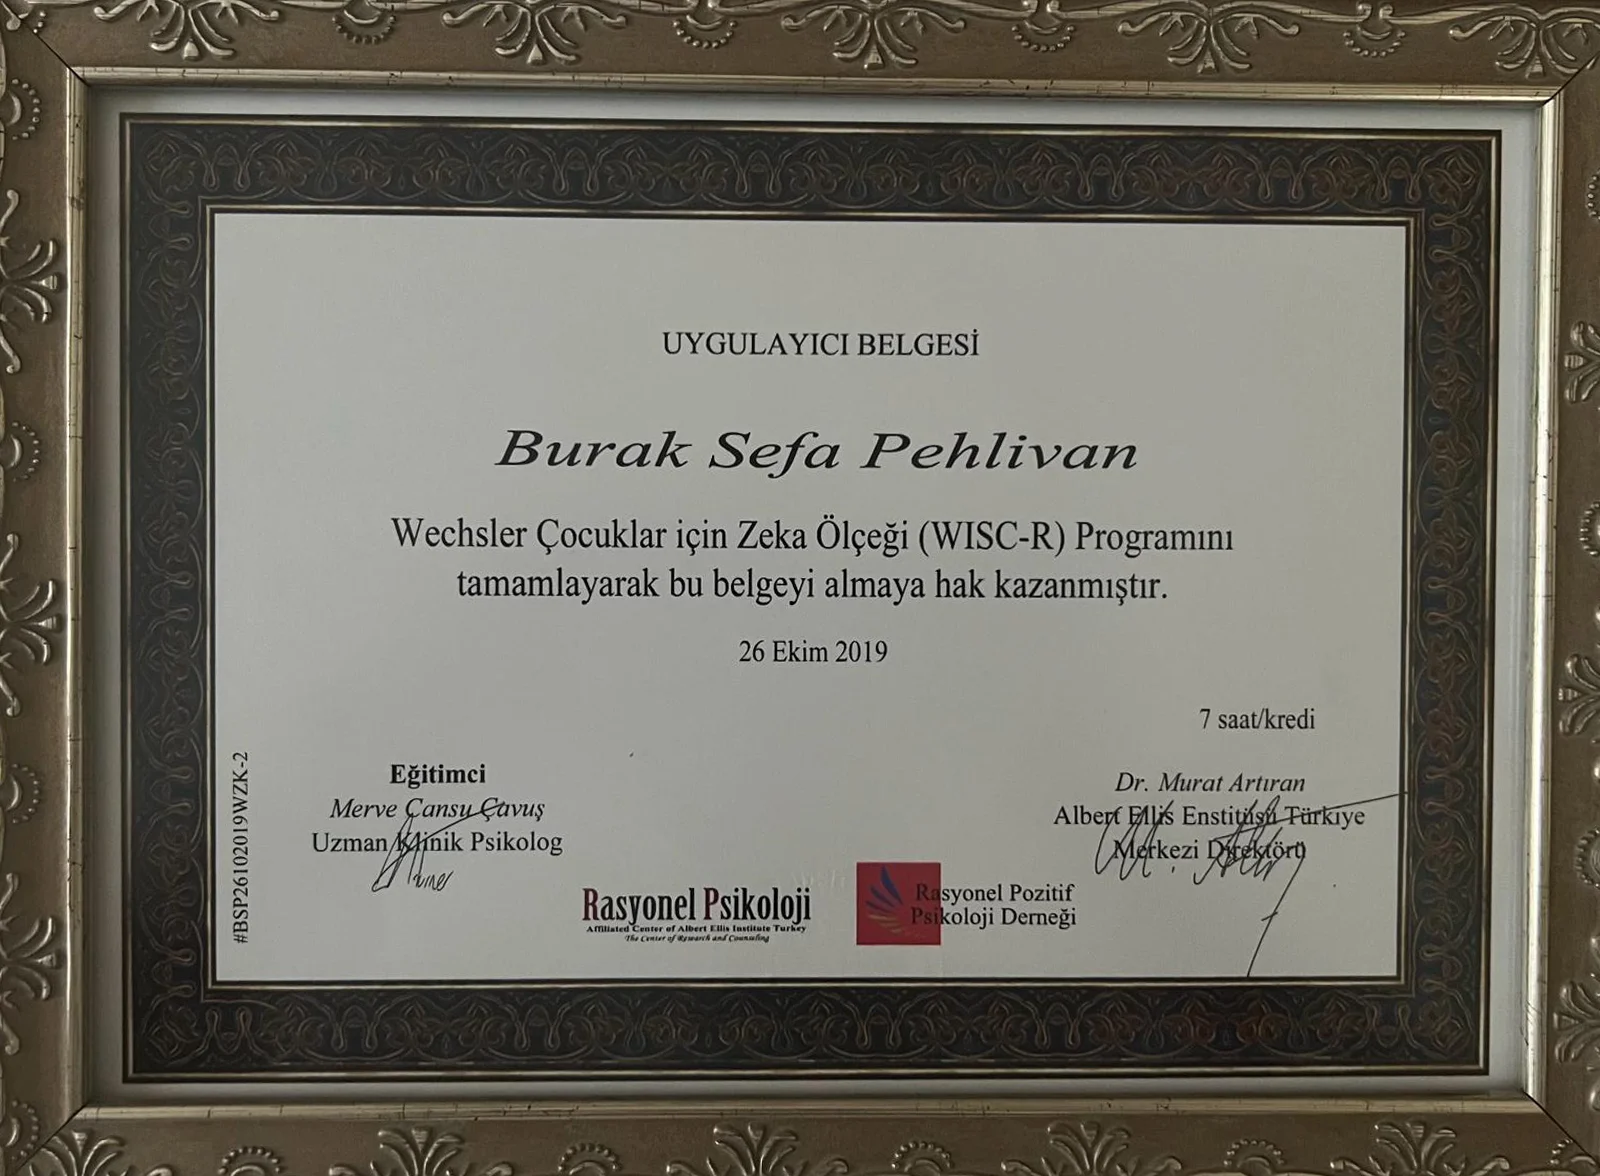 UYGULAYICI BELGESİ
Burak Sefa Pehlivan
Wechsler Çocuklar için Zeka Ölçeği (WISC-R) Programını
tamamlayarak bu belgeyi almaya hak kazanmıştır.
26 Ekim 2019
7 saat/kredi
#BSP26102019WZK-2
Eğitimci
Merve Cansu Çavuş
Uzman Klinik Psikolog
Dr. Murat Artıran
Albert Ellis Enstitüsü Türkiye
Merkezi Direktörü
Rasyonel Psikoloji
Affiliated Center of Albert Ellis Institute Turkey
The Center of Research and Counseling
Rasyonel Pozitif
Psikoloji Derneği